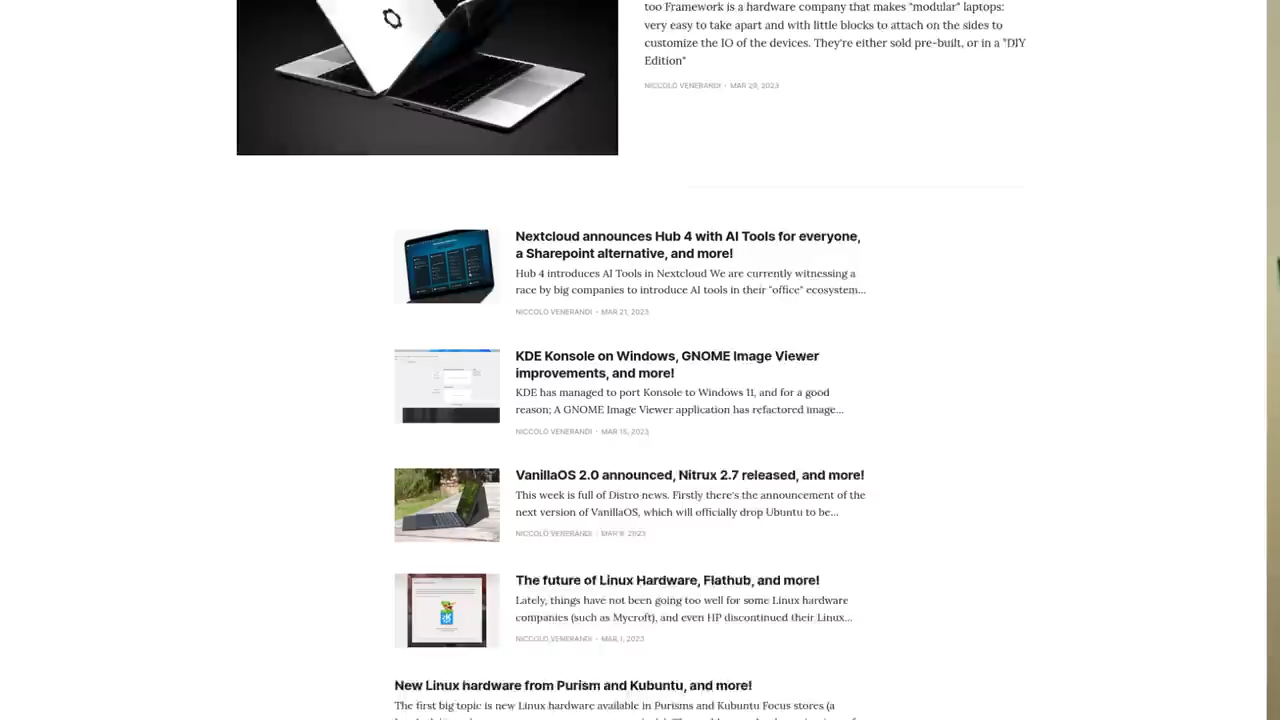 too Framework is a hardware company that makes "modular" laptops:
very easy to take apart and with little blocks to attach on the sides to
customize the IO of the devices. They're either sold pre-built, or in a "DIY
Edition"
NICCOLÒ VENERANDI · MAR 29, 2023
Nextcloud announces Hub 4 with AI Tools for everyone,
a Sharepoint alternative, and more!
Hub 4 introduces AI Tools in Nextcloud We are currently witnessing a
race by big companies to introduce AI tools in their "office" ecosystem...
NICCOLÒ VENERANDI · MAR 21, 2023
KDE Konsole on Windows, GNOME Image Viewer
improvements, and more!
KDE has managed to port Konsole to Windows 11, and for a good
reason; A GNOME Image Viewer application has refactored image...
NICCOLÒ VENERANDI · MAR 15, 2023
VanillaOS 2.0 announced, Nitrux 2.7 released, and more!
This week is full of Distro news. Firstly there's the announcement of the
next version of VanillaOS, which will officially drop Ubuntu to be...
NICCOLÒ VENERANDI · MAR 2023
The future of Linux Hardware, Flathub, and more!
Lately, things have not been going too well for some Linux hardware
companies (such as Mycroft), and even HP discontinued their Linux...
NICCOLÒ VENERANDI · MAR 1, 2023
New Linux hardware from Purism and Kubuntu, and more!
The first big topic is new Linux hardware available in Purisms and Kubuntu Focus stores (a